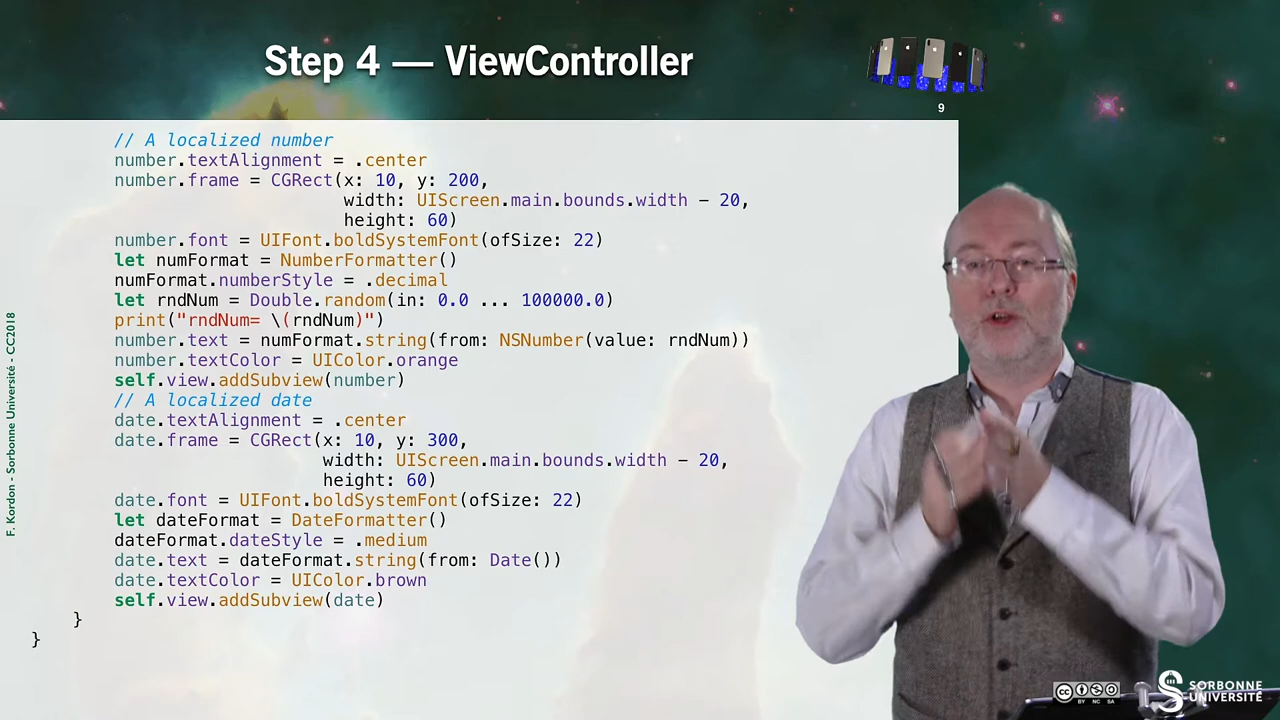 Step 4 — ViewController
9
// A localized number
number.textAlignment = .center
number.frame = CGRect(x: 10, y: 200,
width: UIScreen.main.bounds.width - 20,
height: 60)
number.font = UIFont.boldSystemFont(ofSize: 22)
let numFormat = NumberFormatter()
numFormat.numberStyle = .decimal
let rndNum = Double.random(in: 0.0 ... 100000.0)
print("rndNum= \(rndNum)")
number.text = numFormat.string(from: NSNumber(value: rndNum))
number.textColor = UIColor.orange
self.view.addSubview(number)
// A localized date
date.textAlignment = .center
date.frame = CGRect(x: 10, y: 300,
width: UIScreen.main.bounds.width - 20,
height: 60)
date.font = UIFont.boldSystemFont(ofSize: 22)
let dateFormat = DateFormatter()
dateFormat.dateStyle = .medium
date.text = dateFormat.string(from: Date())
date.textColor = UIColor.brown
self.view.addSubview(date)
}
}
F. Kordon - Sorbonne Université - CC2018
cc
BY NC SA
SORBONNE
UNIVERSITÉ